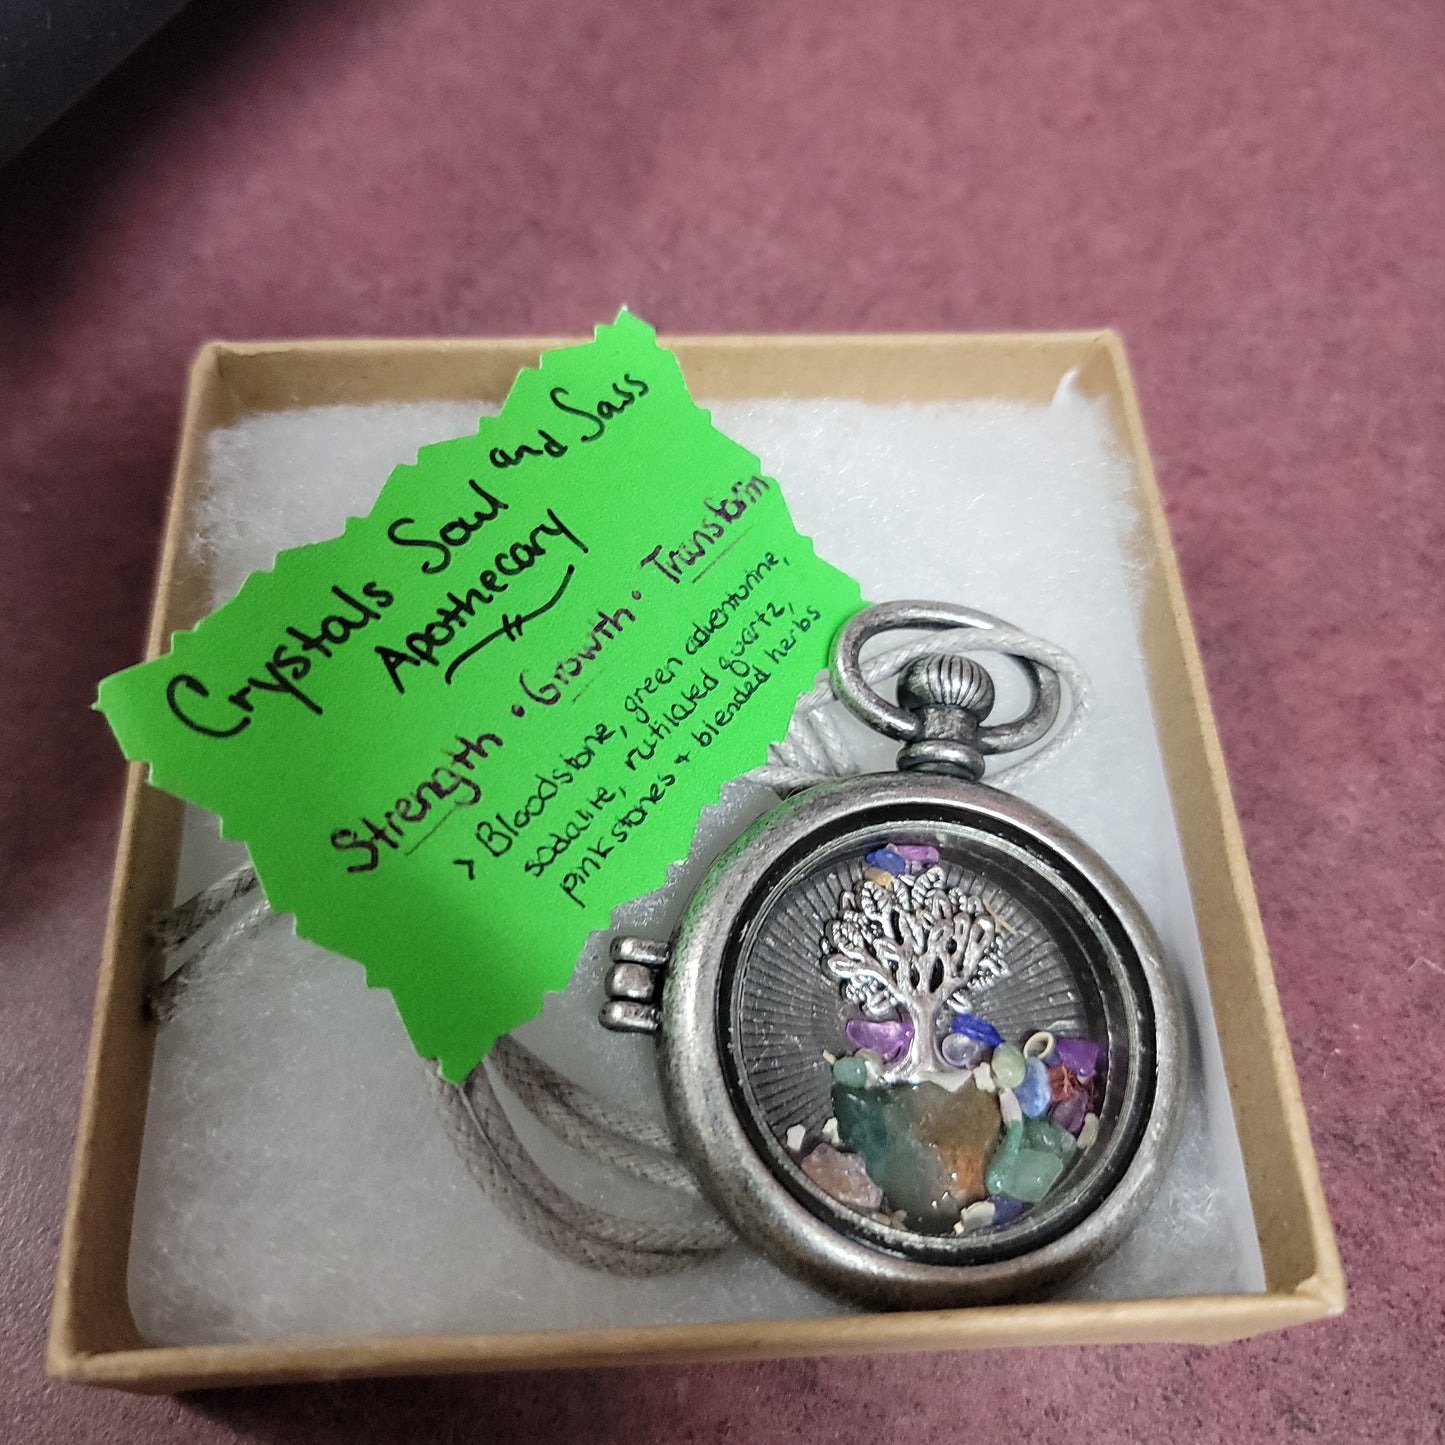 Crystals Soul and Sass
Apothecary
Strength • Growth • Transform
> Bloodstone, green adventurine,
sodalite, rutilated quartz,
pink stones + blended herbs